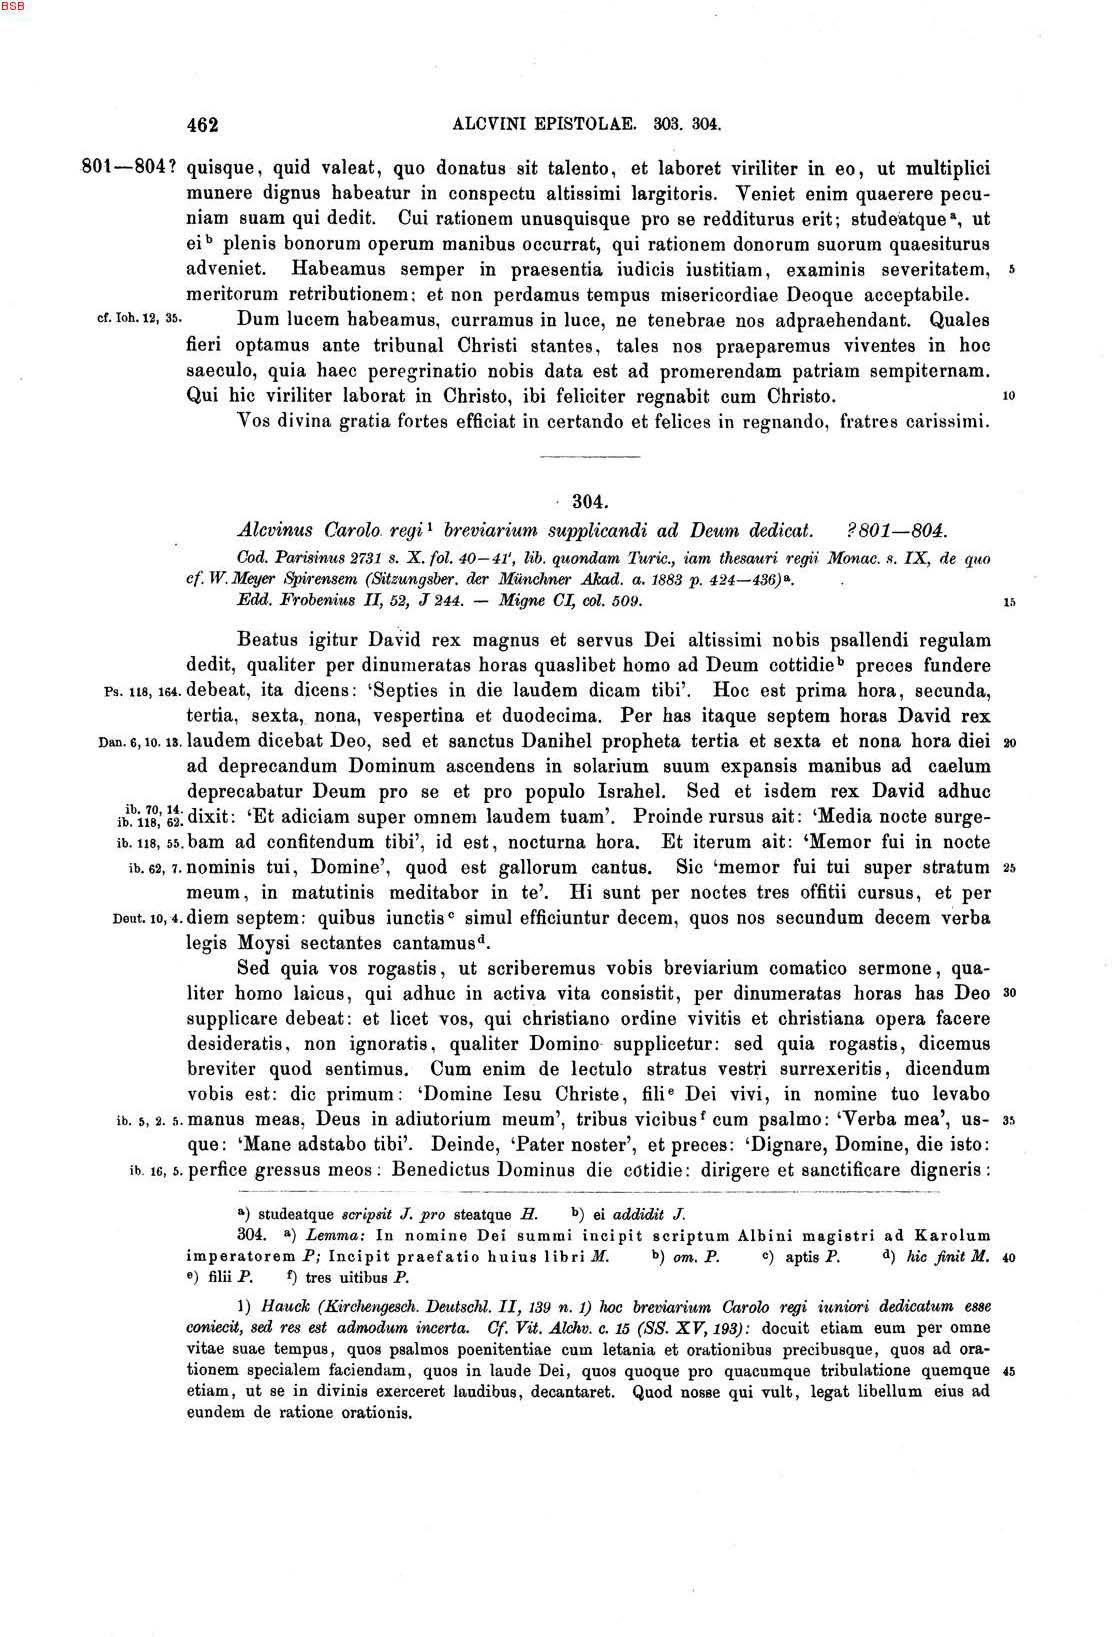 BSB
462 ALCVINI EPISTOLAE. 303. 304.
801—804? quisque, quid valeat, quo donatus sit talento, et laboret viriliter in eo, ut multiplici
munere dignus habeatur in conspectu altissimi largitoris. Veniet enim quaerere pecu-
niam suam qui dedit. Cui rationem unusquisque pro se redditurus erit; studeatque a, ut
ei b plenis bonorum operum manibus occurrat, qui rationem donorum suorum quaesiturus
adveniet. Habeamus semper in praesentia iudicis iustitiam, examinis severitatem, 5
meritorum retributionem; et non perdamus tempus misericordiae Deoque acceptabile.
cf. Ioh. 12, 35. Dum lucem habeamus, curramus in luce, ne tenebrae nos adpraehendant. Quales
fieri optamus ante tribunal Christi stantes, tales nos praeparemus viventes in hoc
saeculo, quia haec peregrinatio nobis data est ad promerendam patriam sempiternam.
Qui hic viriliter laborat in Christo, ibi feliciter regnabit cum Christo. 10
Vos divina gratia fortes efficiat in certando et felices in regnando, fratres carissimi.
304.
Alcvinus Carolo regi 1 breviarium supplicandi ad Deum dedicat. ?801—804.
Cod. Parisinus 2731 s. X. fol. 40—41', lib. quondam Turic., iam thesauri regii Monac. s. IX, de quo
cf. W. Meyer Spirensem (Sitzungsber. der Münchner Akad. a. 1883 p. 424—436) a.
Edd. Frobenius II, 52, J 244. — Migne CI, col. 509. 15
Beatus igitur David rex magnus et servus Dei altissimi nobis psallendi regulam
dedit, qualiter per dinumeratas horas quaslibet homo ad Deum cottidie b preces fundere
Ps. 118, 164. debeat, ita dicens: ‘Septies in die laudem dicam tibi’. Hoc est prima hora, secunda,
tertia, sexta, nona, vespertina et duodecima. Per has itaque septem horas David rex
Dan. 6, 10. 13. laudem dicebat Deo, sed et sanctus Danihel propheta tertia et sexta et nona hora diei 20
ad deprecandum Dominum ascendens in solarium suum expansis manibus ad caelum
deprecabatur Deum pro se et pro populo Israhel. Sed et isdem rex David adhuc
ib. 70, 14. ib. 118, 62. dixit: ‘Et adiciam super omnem laudem tuam’. Proinde rursus ait: ‘Media nocte surge-
ib. 118, 55. bam ad confitendum tibi’, id est, nocturna hora. Et iterum ait: ‘Memor fui in nocte
ib. 62, 7. nominis tui, Domine’, quod est gallorum cantus. Sic ‘memor fui tui super stratum 25
meum, in matutinis meditabor in te’. Hi sunt per noctes tres offitii cursus, et per
Deut. 10, 4. diem septem: quibus iunctis c simul efficiuntur decem, quos nos secundum decem verba
legis Moysi sectantes cantamus d.
Sed quia vos rogastis, ut scriberemus vobis breviarium comatico sermone, qua-
liter homo laicus, qui adhuc in activa vita consistit, per dinumeratas horas has Deo 30
supplicare debeat: et licet vos, qui christiano ordine vivitis et christiana opera facere
desideratis, non ignoratis, qualiter Domino supplicetur: sed quia rogastis, dicemus
breviter quod sentimus. Cum enim de lectulo stratus vestri surrexeritis, dicendum
vobis est: dic primum: ‘Domine Iesu Christe, fili e Dei vivi, in nomine tuo levabo
ib. 5, 2. 5. manus meas, Deus in adiutorium meum’, tribus vicibus f cum psalmo: ‘Verba mea’, us- 35
que: ‘Mane adstabo tibi’. Deinde, ‘Pater noster’, et preces: ‘Dignare, Domine, die isto:
ib. 16, 5. perfice gressus meos: Benedictus Dominus die cotidie: dirigere et sanctificare digneris:
a) studeatque scripsit J. pro steatque H. b) ei addidit J.
304. a) Lemma: In nomine Dei summi incipit scriptum Albini magistri ad Karolum
imperatorem P; Incipit praefatio huius libri M. b) om. P. c) aptis P. d) hic finit M. 40
e) filii P. f) tres uitibus P.
1) Hauck (Kirchengesch. Deutschl. II, 139 n. 1) hoc breviarium Carolo regi iuniori dedicatum esse
coniecit, sed res est admodum incerta. Cf. Vit. Alchv. c. 15 (SS. XV, 193): docuit etiam eum per omne
vitae suae tempus, quos psalmos poenitentiae cum letania et orationibus precibusque, quos ad ora-
tionem specialem faciendam, quos in laude Dei, quos quoque pro quacumque tribulatione quemque 45
etiam, ut se in divinis exerceret laudibus, decantaret. Quod nosse qui vult, legat libellum eius ad
eundem de ratione orationis.